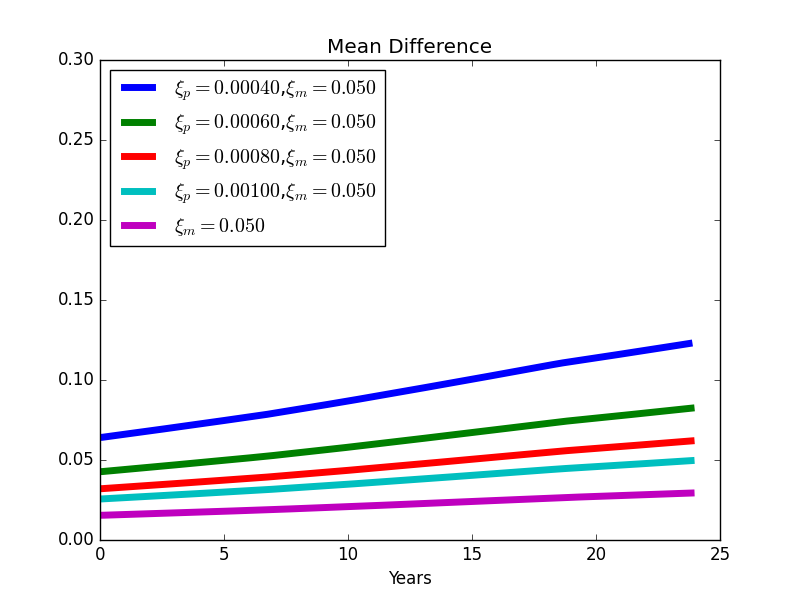 Mean Difference
0.30
0.25
0.20
0.15
0.10
0.05
0.00
ξp = 0.00040,ξm = 0.050
ξp = 0.00060,ξm = 0.050
ξp = 0.00080,ξm = 0.050
ξp = 0.00100,ξm = 0.050
ξm = 0.050
0 5 10 15 20 25
Years